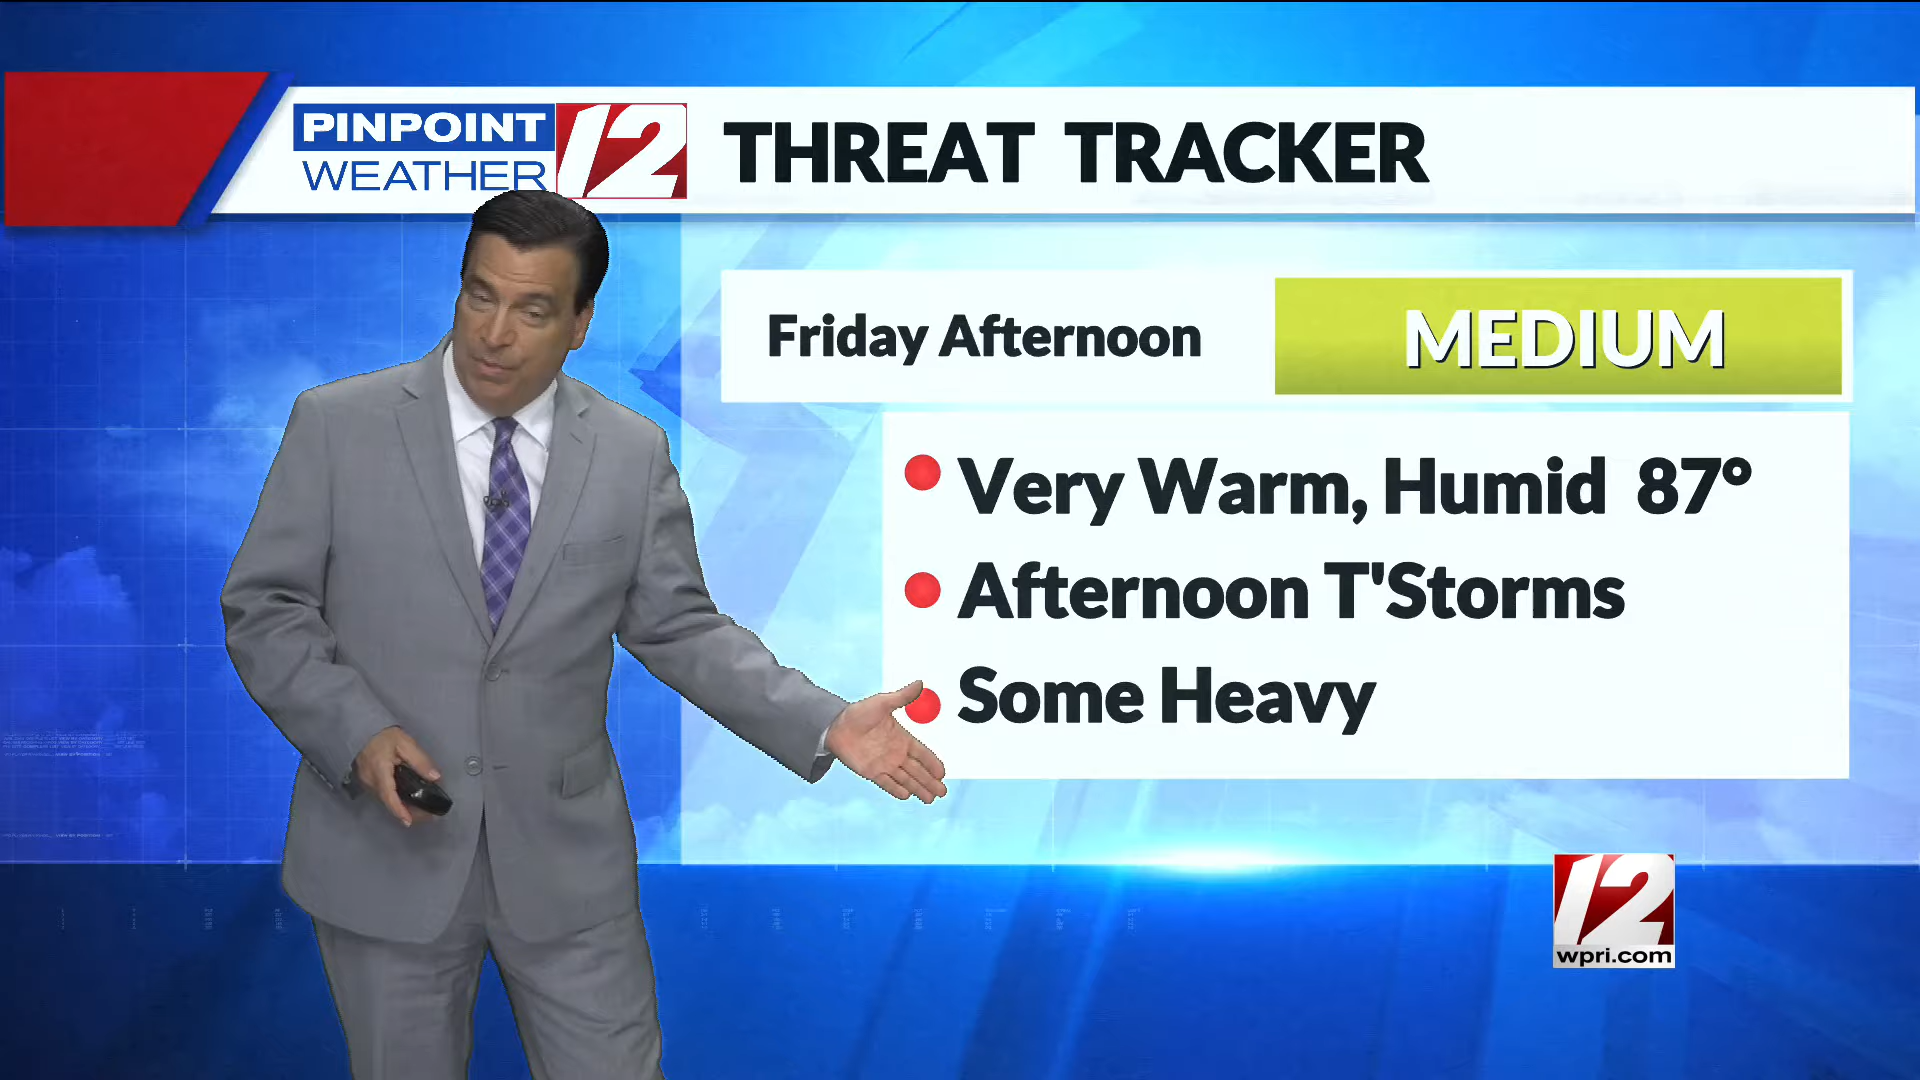 PINPOINT
WEATHER
12
THREAT TRACKER
Friday Afternoon
MEDIUM
Very Warm, Humid 87°
Afternoon T'Storms
Some Heavy
12
wpri.com